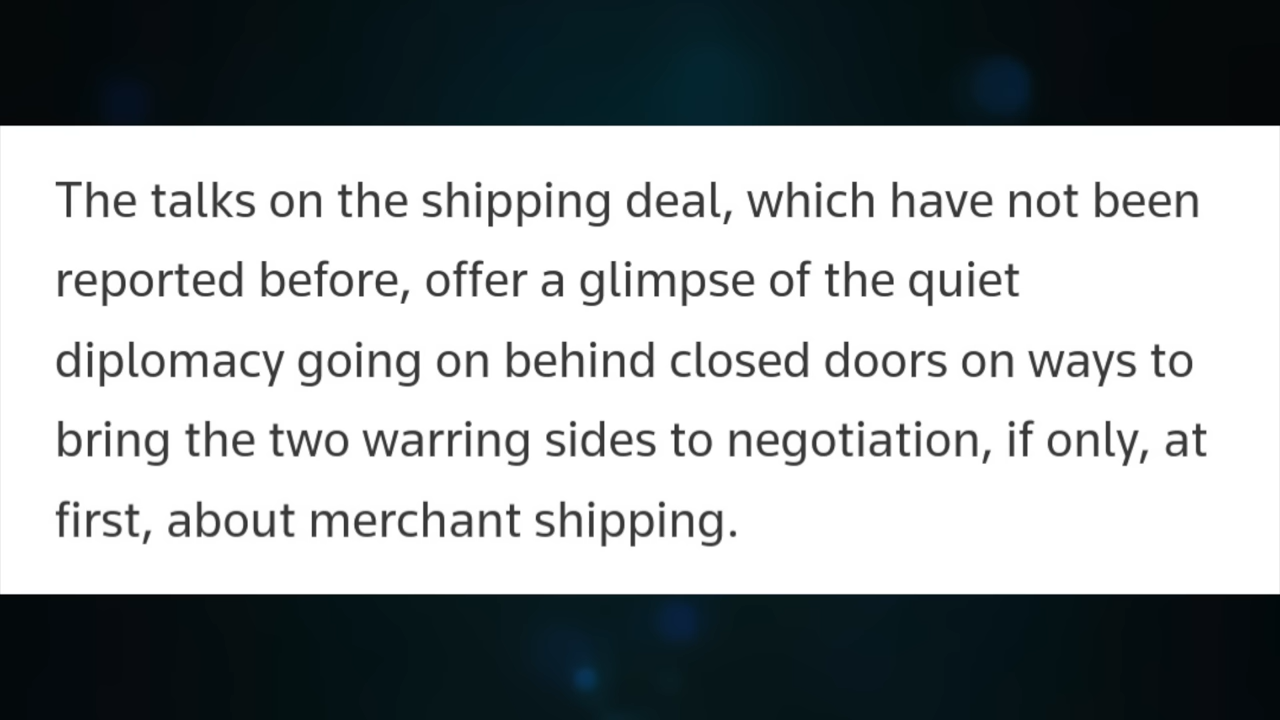 The talks on the shipping deal, which have not been
reported before, offer a glimpse of the quiet
diplomacy going on behind closed doors on ways to
bring the two warring sides to negotiation, if only, at
first, about merchant shipping.